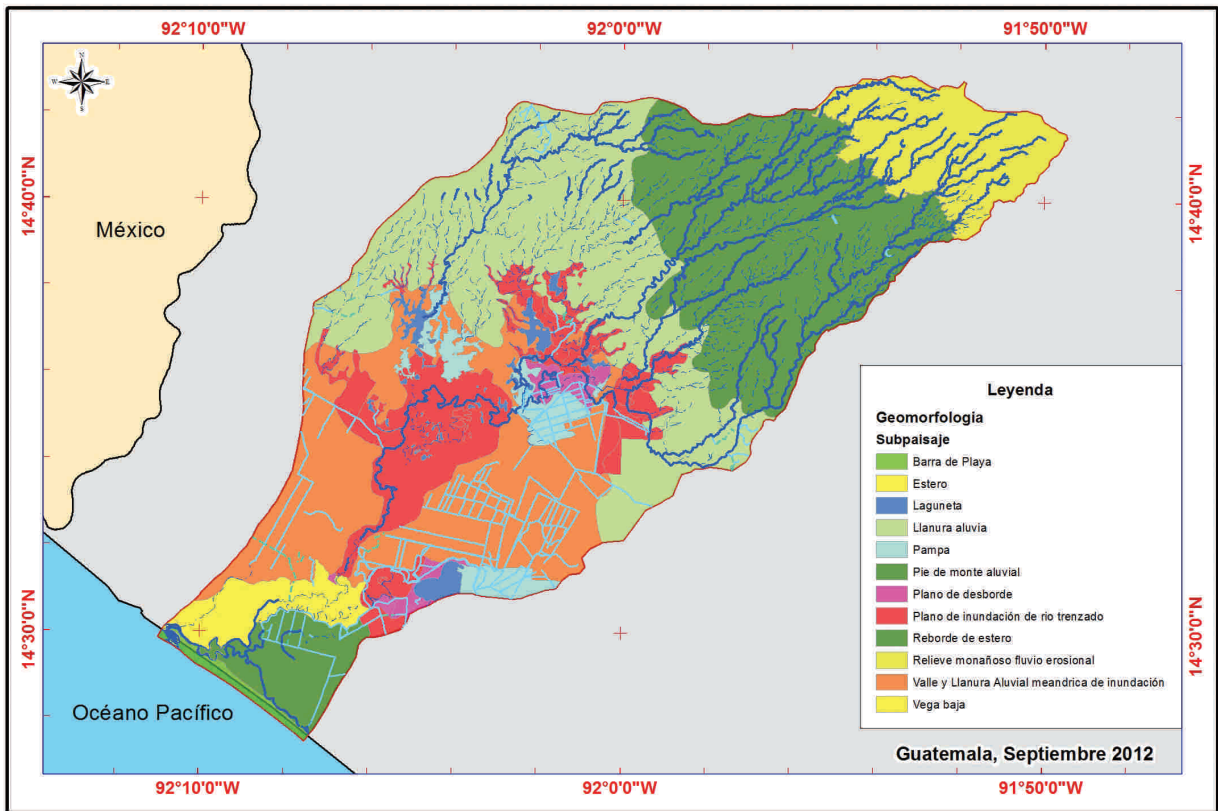 92°10'0"W 92°0'0"W 91°50'0"W
N
W E
S
14°40'0"N
14°40'0"N
México
Leyenda
Geomorfología
Subpaisaje
Barra de Playa
Estero
Laguneta
Llanura aluvia
Pampa
Pie de monte aluvial
Plano de desborde
Plano de inundación de rio trenzado
Reborde de estero
Relieve monañoso fluvio erosional
Valle y Llanura Aluvial meandrica de inundación
Vega baja
14°30'0"N
14°30'0"N
Océano Pacífico
Guatemala, Septiembre 2012
92°10'0"W 92°0'0"W 91°50'0"W